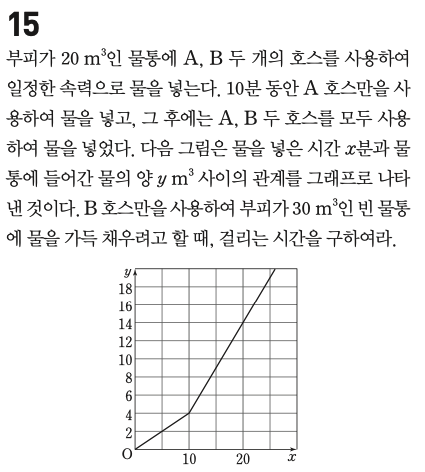 15
부피가 20 m³인 물통에 A, B 두 개의 호스를 사용하여
일정한 속력으로 물을 넣는다. 10분 동안 A 호스만을 사
용하여 물을 넣고, 그 후에는 A, B 두 호스를 모두 사용
하여 물을 넣었다. 다음 그림은 물을 넣은 시간 x분과 물
통에 들어간 물의 양 y m³ 사이의 관계를 그래프로 나타
낸 것이다. B 호스만을 사용하여 부피가 30 m³인 빈 물통
에 물을 가득 채우려고 할 때, 걸리는 시간을 구하여라.
y
18
16
14
12
10
8
6
4
2
O 10 20 x